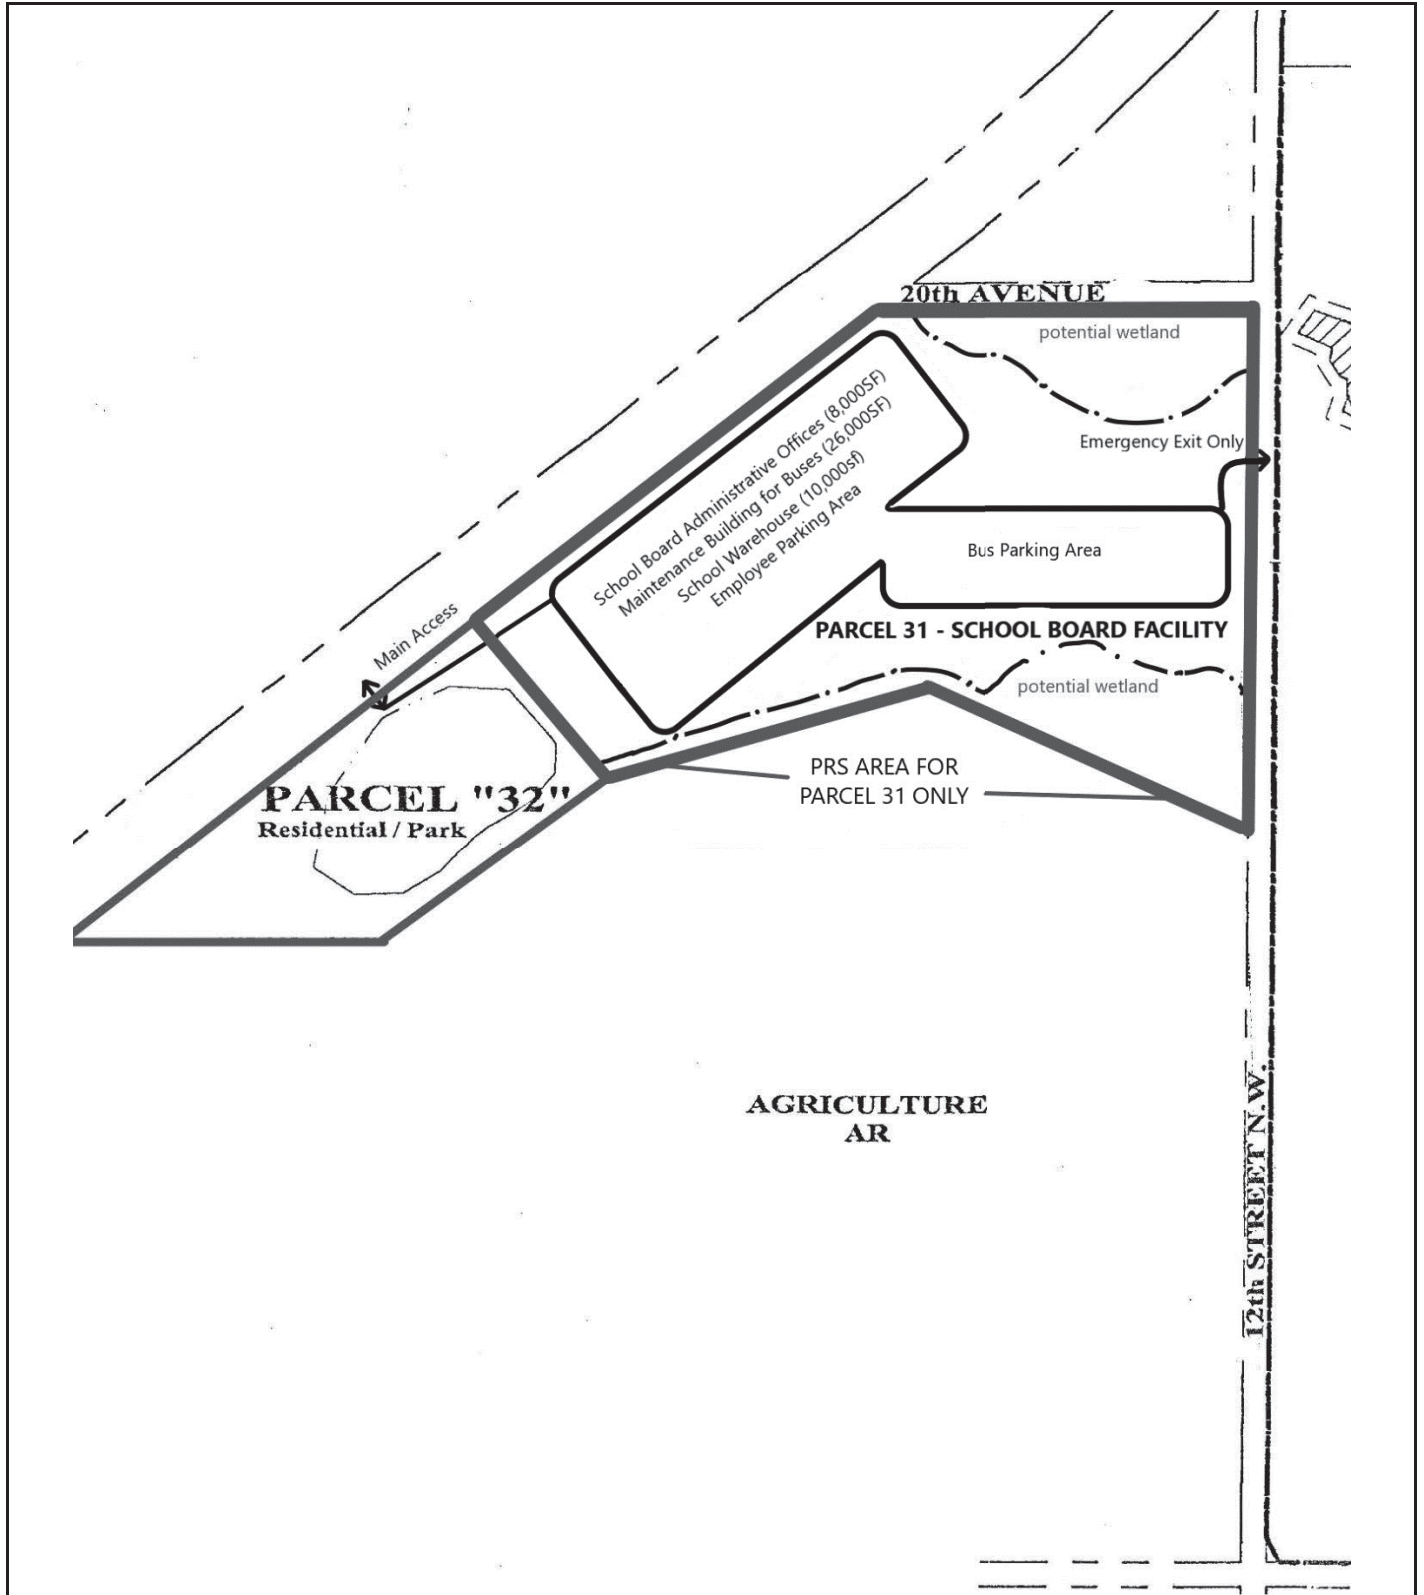 20th AVENUE
potential wetland
School Board Administrative Offices (8,000SF)
Maintenance Building for Buses (26,000SF)
School Warehouse (10,000sf)
Employee Parking Area
Emergency Exit Only
Bus Parking Area
Main Access
PARCEL 31 - SCHOOL BOARD FACILITY
potential wetland
PRS AREA FOR
PARCEL 31 ONLY
PARCEL "32"
Residential / Park
AGRICULTURE
AR
12th STREET N.W.